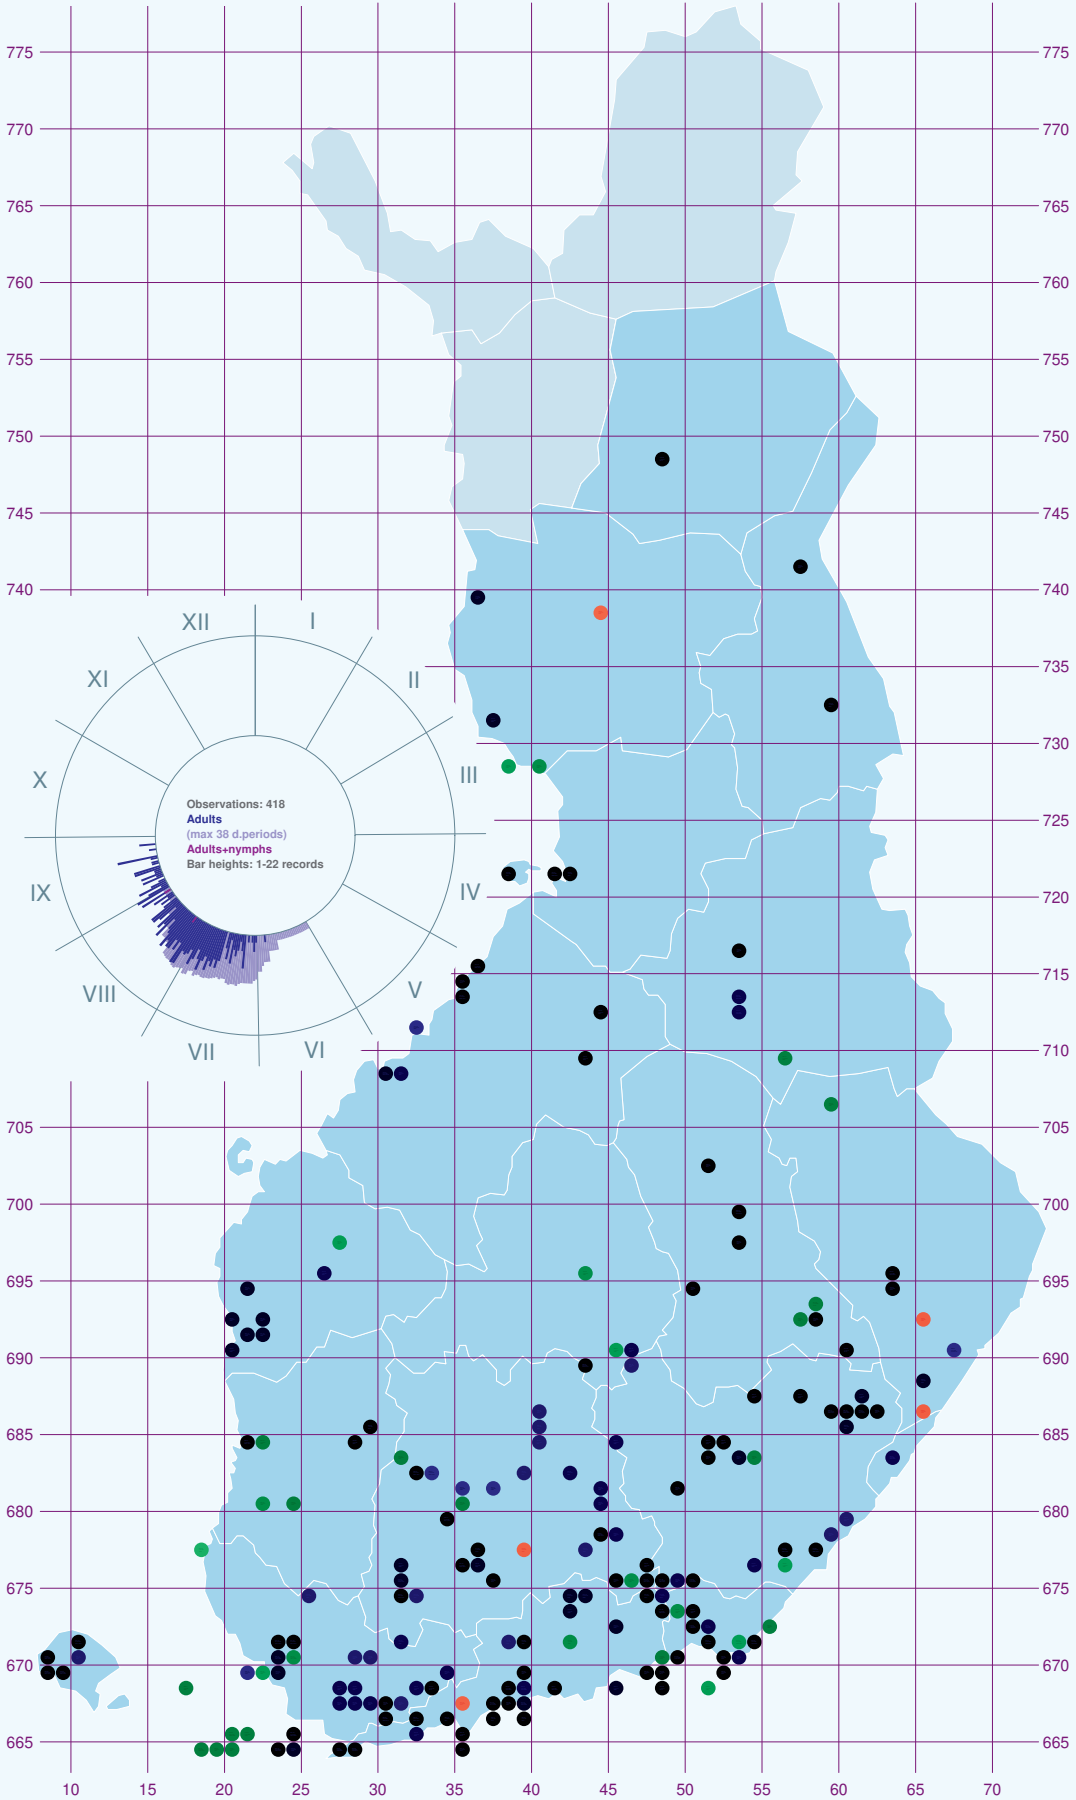 775 775
770 770
765 765
760 760
755 755
750 750
745 745
740 740
XII I
XI II
735
730
X III
Observations: 418
Adults
(max 38 d.periods)
Adults+nymphs
Bar heights: 1-22 records
725
IX IV
720
715
VIII V
VII VI
710
705 705
700 700
695 695
690 690
685 685
680 680
675 675
670 670
665 665
10 15 20 25 30 35 40 45 50 55 60 65 70